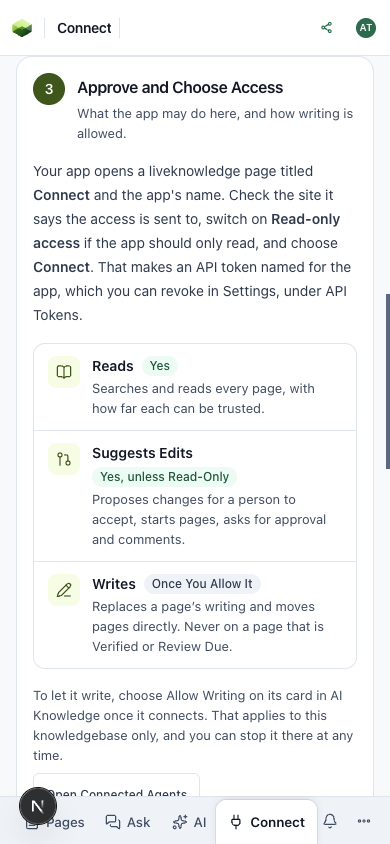 Connect
AT
3
Approve and Choose Access
What the app may do here, and how writing is
allowed.
Your app opens a liveknowledge page titled
Connect and the app's name. Check the site it
says the access is sent to, switch on Read-only
access if the app should only read, and choose
Connect. That makes an API token named for the
app, which you can revoke in Settings, under API
Tokens.
Reads Yes
Searches and reads every page, with
how far each can be trusted.
Suggests Edits
Yes, unless Read-Only
Proposes changes for a person to
accept, starts pages, asks for approval
and comments.
Writes Once You Allow It
Replaces a page's writing and moves
pages directly. Never on a page that is
Verified or Review Due.
To let it write, choose Allow Writing on its card in AI
Knowledge once it connects. That applies to this
knowledgebase only, and you can stop it there at any
time.
Open Connected Agents
N
Pages Ask AI Connect